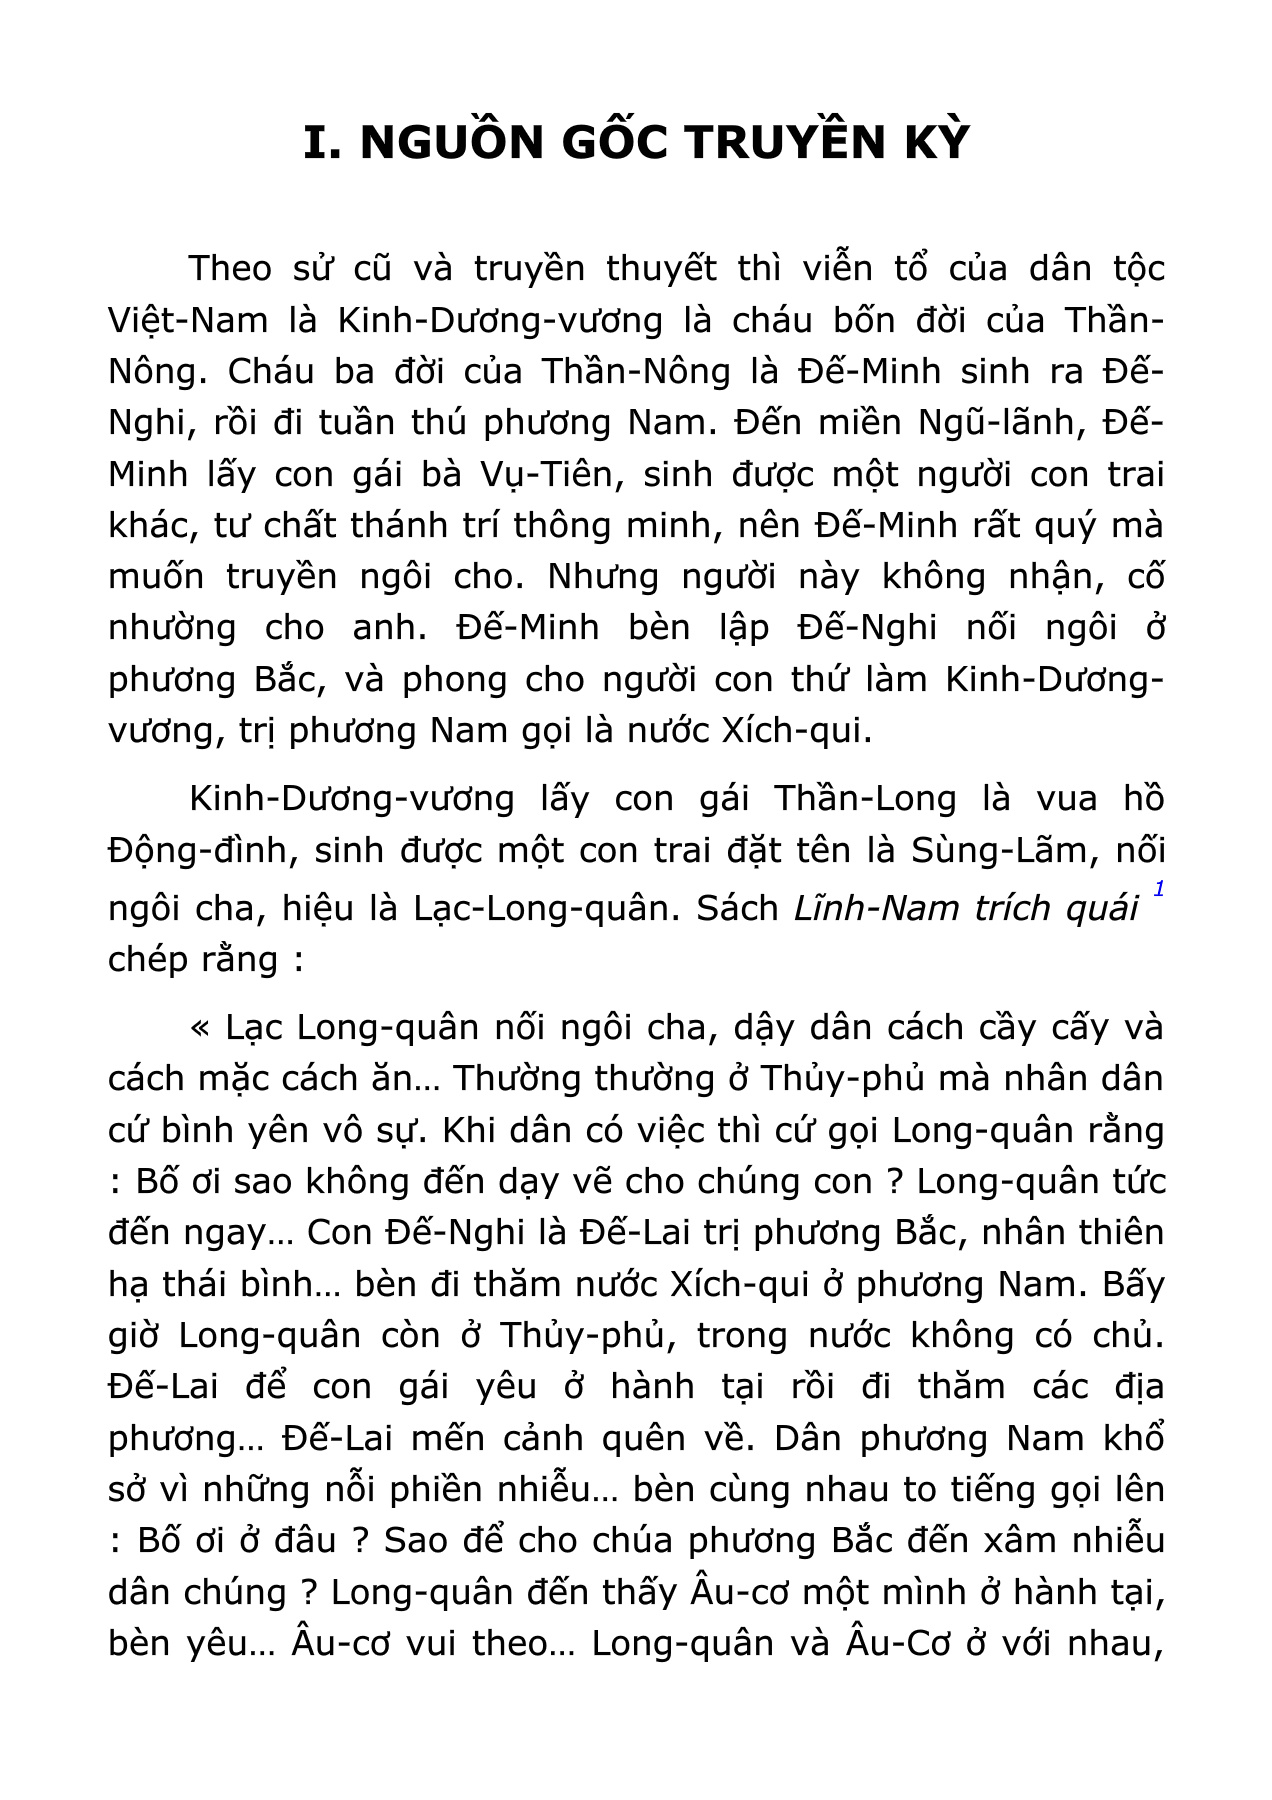 I. NGUỒN GỐC TRUYỀN KỲ
Theo sử cũ và truyền thuyết thì viễn tổ của dân tộc
Việt-Nam là Kinh-Dương-vương là cháu bốn đời của Thần-
Nông. Cháu ba đời của Thần-Nông là Đế-Minh sinh ra Đế-
Nghi, rồi đi tuần thú phương Nam. Đến miền Ngũ-lãnh, Đế-
Minh lấy con gái bà Vụ-Tiên, sinh được một người con trai
khác, tư chất thánh trí thông minh, nên Đế-Minh rất quý mà
muốn truyền ngôi cho. Nhưng người này không nhận, cố
nhường cho anh. Đế-Minh bèn lập Đế-Nghi nối ngôi ở
phương Bắc, và phong cho người con thứ làm Kinh-Dương-
vương, trị phương Nam gọi là nước Xích-qui.
Kinh-Dương-vương lấy con gái Thần-Long là vua hồ
Động-đình, sinh được một con trai đặt tên là Sùng-Lãm, nối
ngôi cha, hiệu là Lạc-Long-quân. Sách Lĩnh-Nam trích quái 1
chép rằng :
« Lạc Long-quân nối ngôi cha, dậy dân cách cầy cấy và
cách mặc cách ăn… Thường thường ở Thủy-phủ mà nhân dân
cứ bình yên vô sự. Khi dân có việc thì cứ gọi Long-quân rằng
: Bố ơi sao không đến dạy vẽ cho chúng con ? Long-quân tức
đến ngay… Con Đế-Nghi là Đế-Lai trị phương Bắc, nhân thiên
hạ thái bình… bèn đi thăm nước Xích-qui ở phương Nam. Bấy
giờ Long-quân còn ở Thủy-phủ, trong nước không có chủ.
Đế-Lai để con gái yêu ở hành tại rồi đi thăm các địa
phương… Đế-Lai mến cảnh quên về. Dân phương Nam khổ
sở vì những nỗi phiền nhiễu… bèn cùng nhau to tiếng gọi lên
: Bố ơi ở đâu ? Sao để cho chúa phương Bắc đến xâm nhiễu
dân chúng ? Long-quân đến thấy Âu-cơ một mình ở hành tại,
bèn yêu… Âu-cơ vui theo… Long-quân và Âu-Cơ ở với nhau,